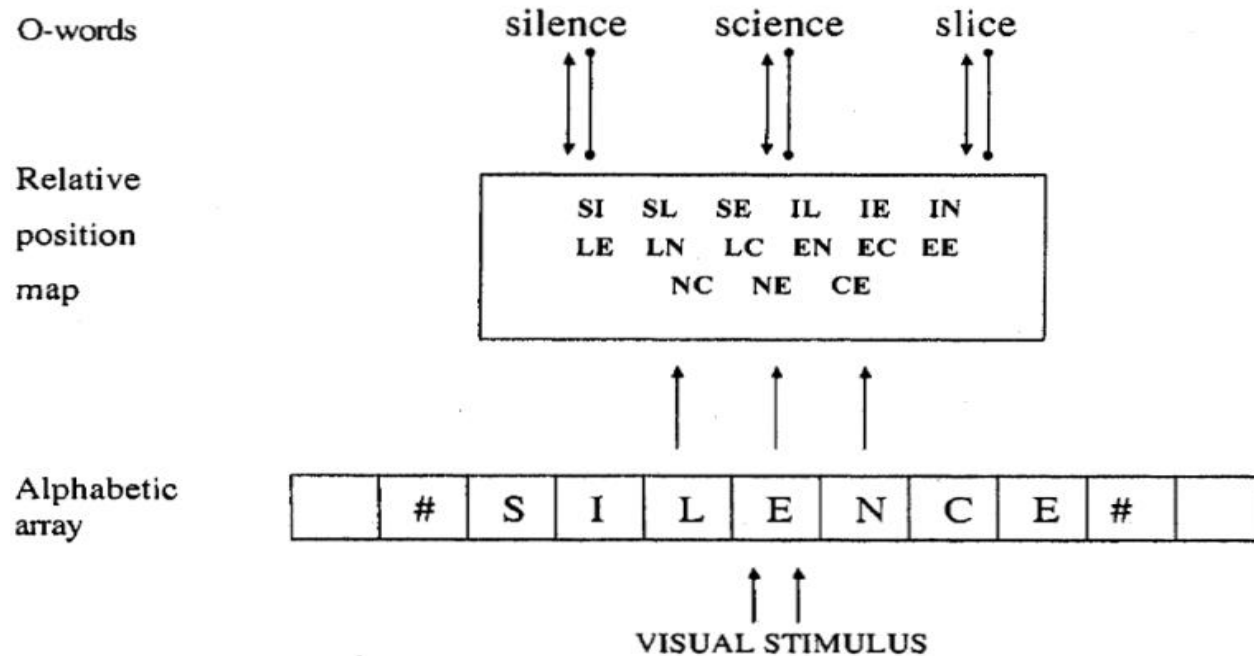 O-words silence science slice
Relative
position
map
SI SL SE IL IE IN
LE LN LC EN EC EE
NC NE CE
Alphabetic
array
# S I L E N C E #
VISUAL STIMULUS